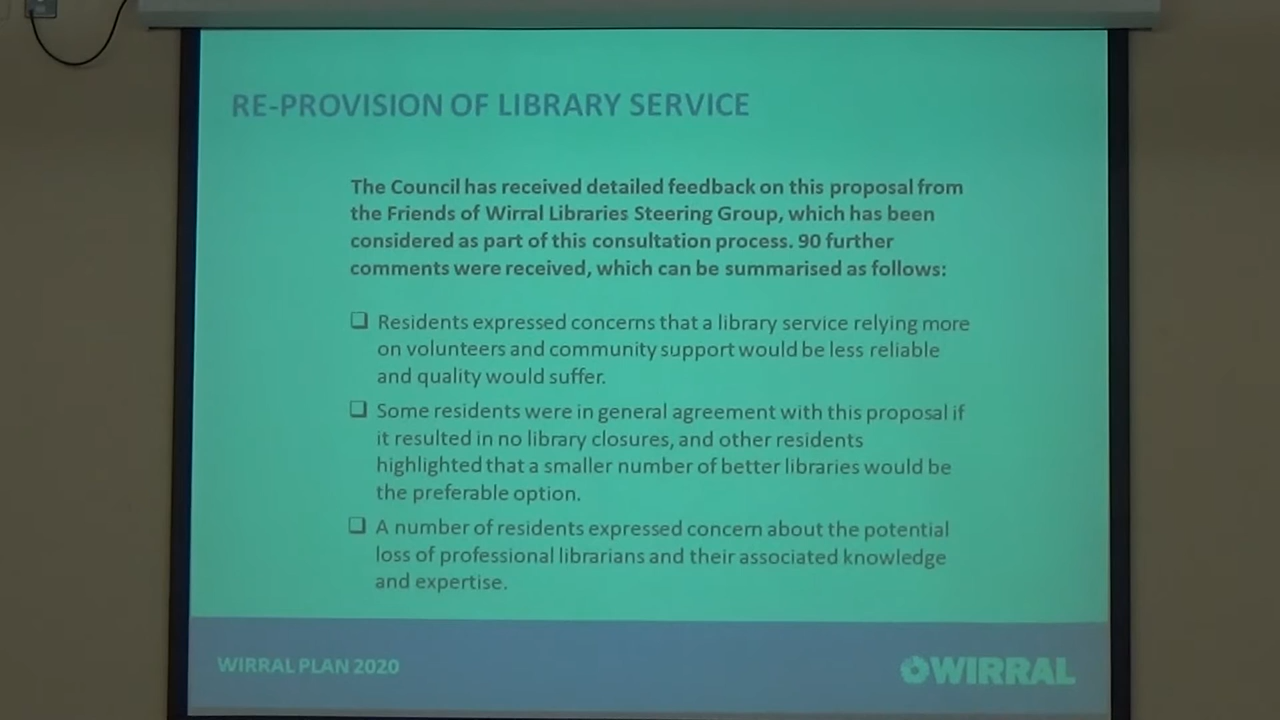 RE-PROVISION OF LIBRARY SERVICE
The Council has received detailed feedback on this proposal from
the Friends of Wirral Libraries Steering Group, which has been
considered as part of this consultation process. 90 further
comments were received, which can be summarised as follows:
Residents expressed concerns that a library service relying more
on volunteers and community support would be less reliable
and quality would suffer.
Some residents were in general agreement with this proposal if
it resulted in no library closures, and other residents
highlighted that a smaller number of better libraries would be
the preferable option.
A number of residents expressed concern about the potential
loss of professional librarians and their associated knowledge
and expertise.
WIRRAL PLAN 2020
WIRRAL